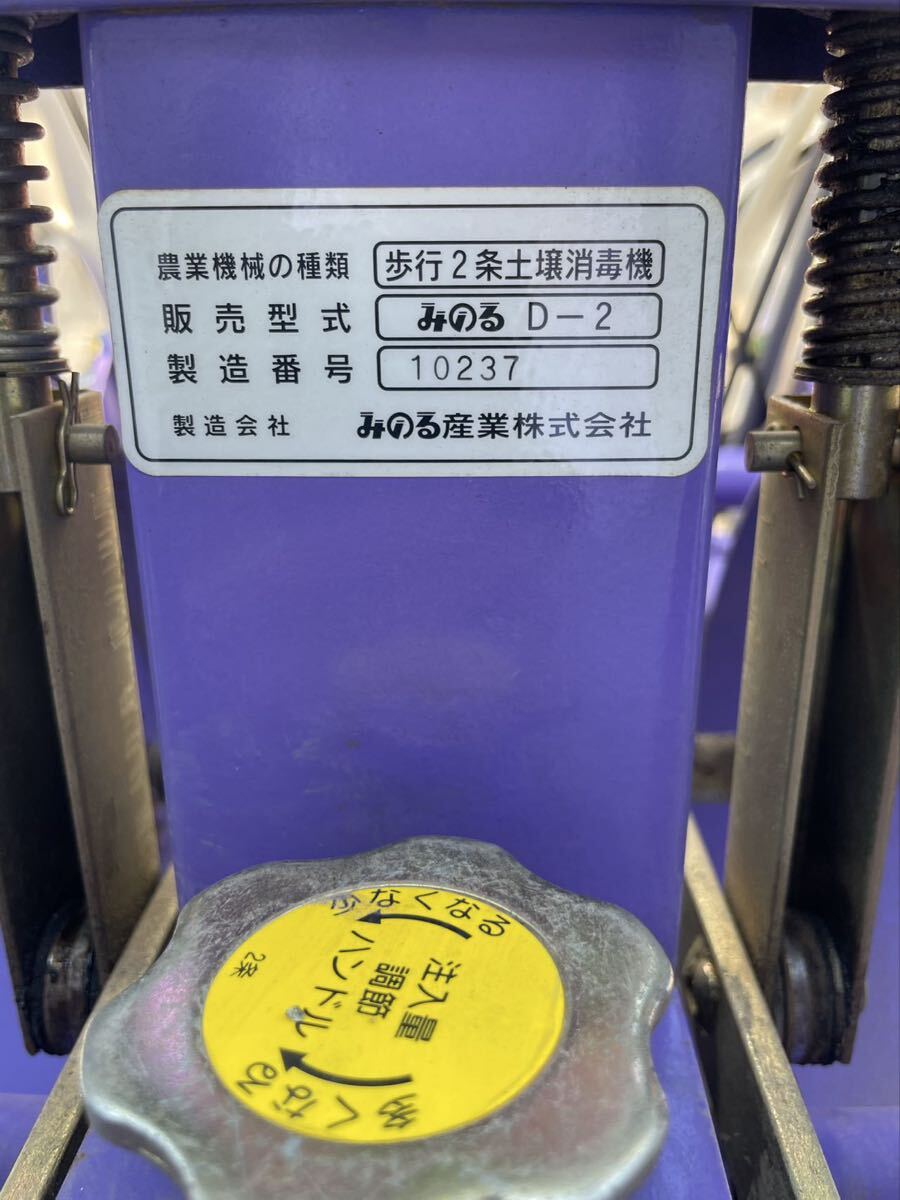 農業機械の種類 歩行2条土壌消毒機
販売型式 みのる D-2
製造番号 10237
製造会社 みのる産業株式会社
少なくなる
注入量
調節
ハンドル
2条
多くなる